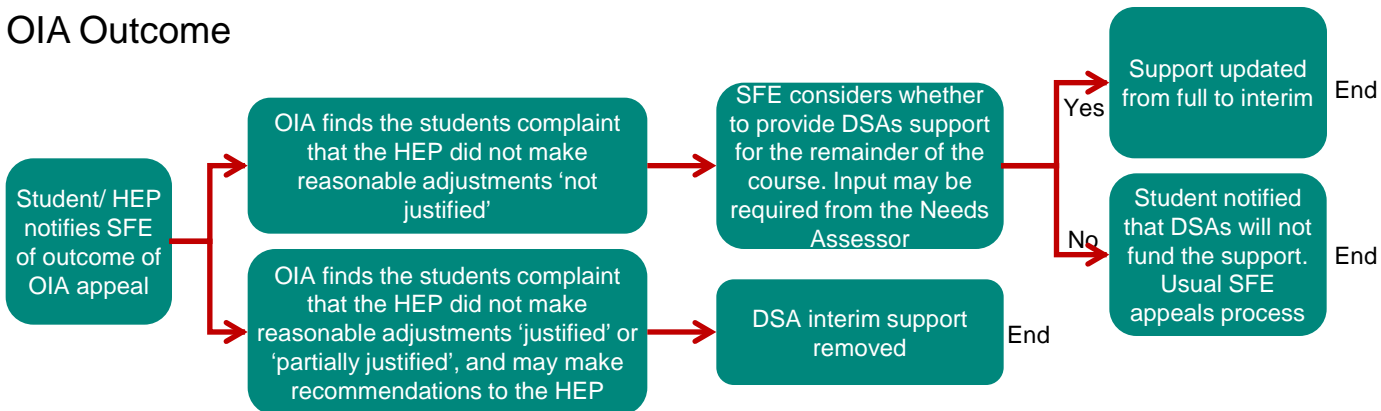 OIA Outcome
Student/ HEP
notifies SFE
of outcome of
OIA appeal
OIA finds the students complaint
that the HEP did not make
reasonable adjustments ‘not
justified’
SFE considers whether
to provide DSAs support
for the remainder of the
course. Input may be
required from the Needs
Assessor
Yes
Support updated
from full to interim
End
No
Student notified
that DSAs will not
fund the support.
Usual SFE
appeals process
End
OIA finds the students complaint
that the HEP did not make
reasonable adjustments ‘justified’ or
‘partially justified’, and may make
recommendations to the HEP
DSA interim support
removed
End